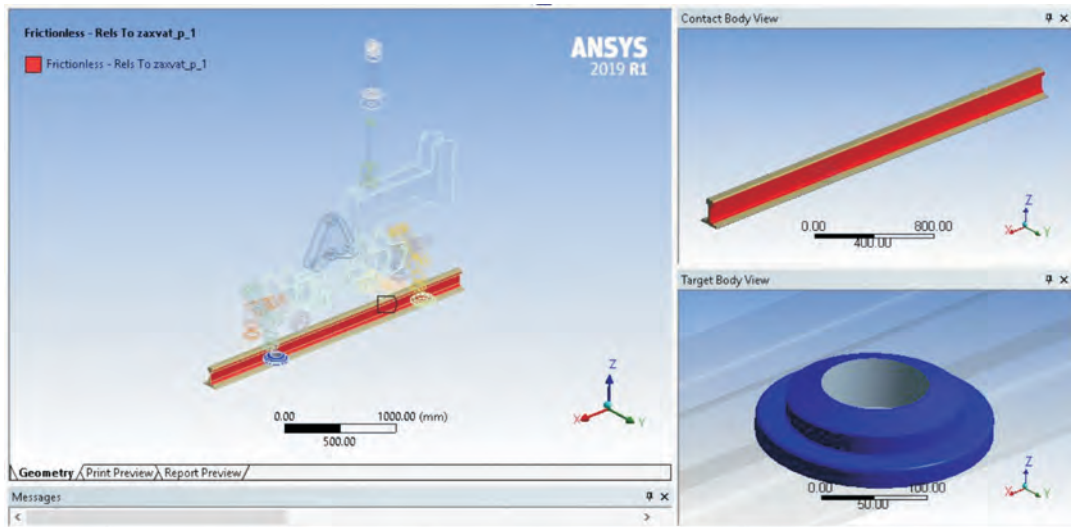 Frictionless - Rels To zaxvat_p_1
Frictionless - Rels To zaxvat_p_1
ANSYS
2019 R1
0.00
1000.00 (mm)
500.00
X
Y
Z
Geometry
Print Preview
Report Preview
Messages
Contact Body View
0.00
800.00
400.00
X
Y
Z
Target Body View
0.00
100.00
50.00
X
Y
Z